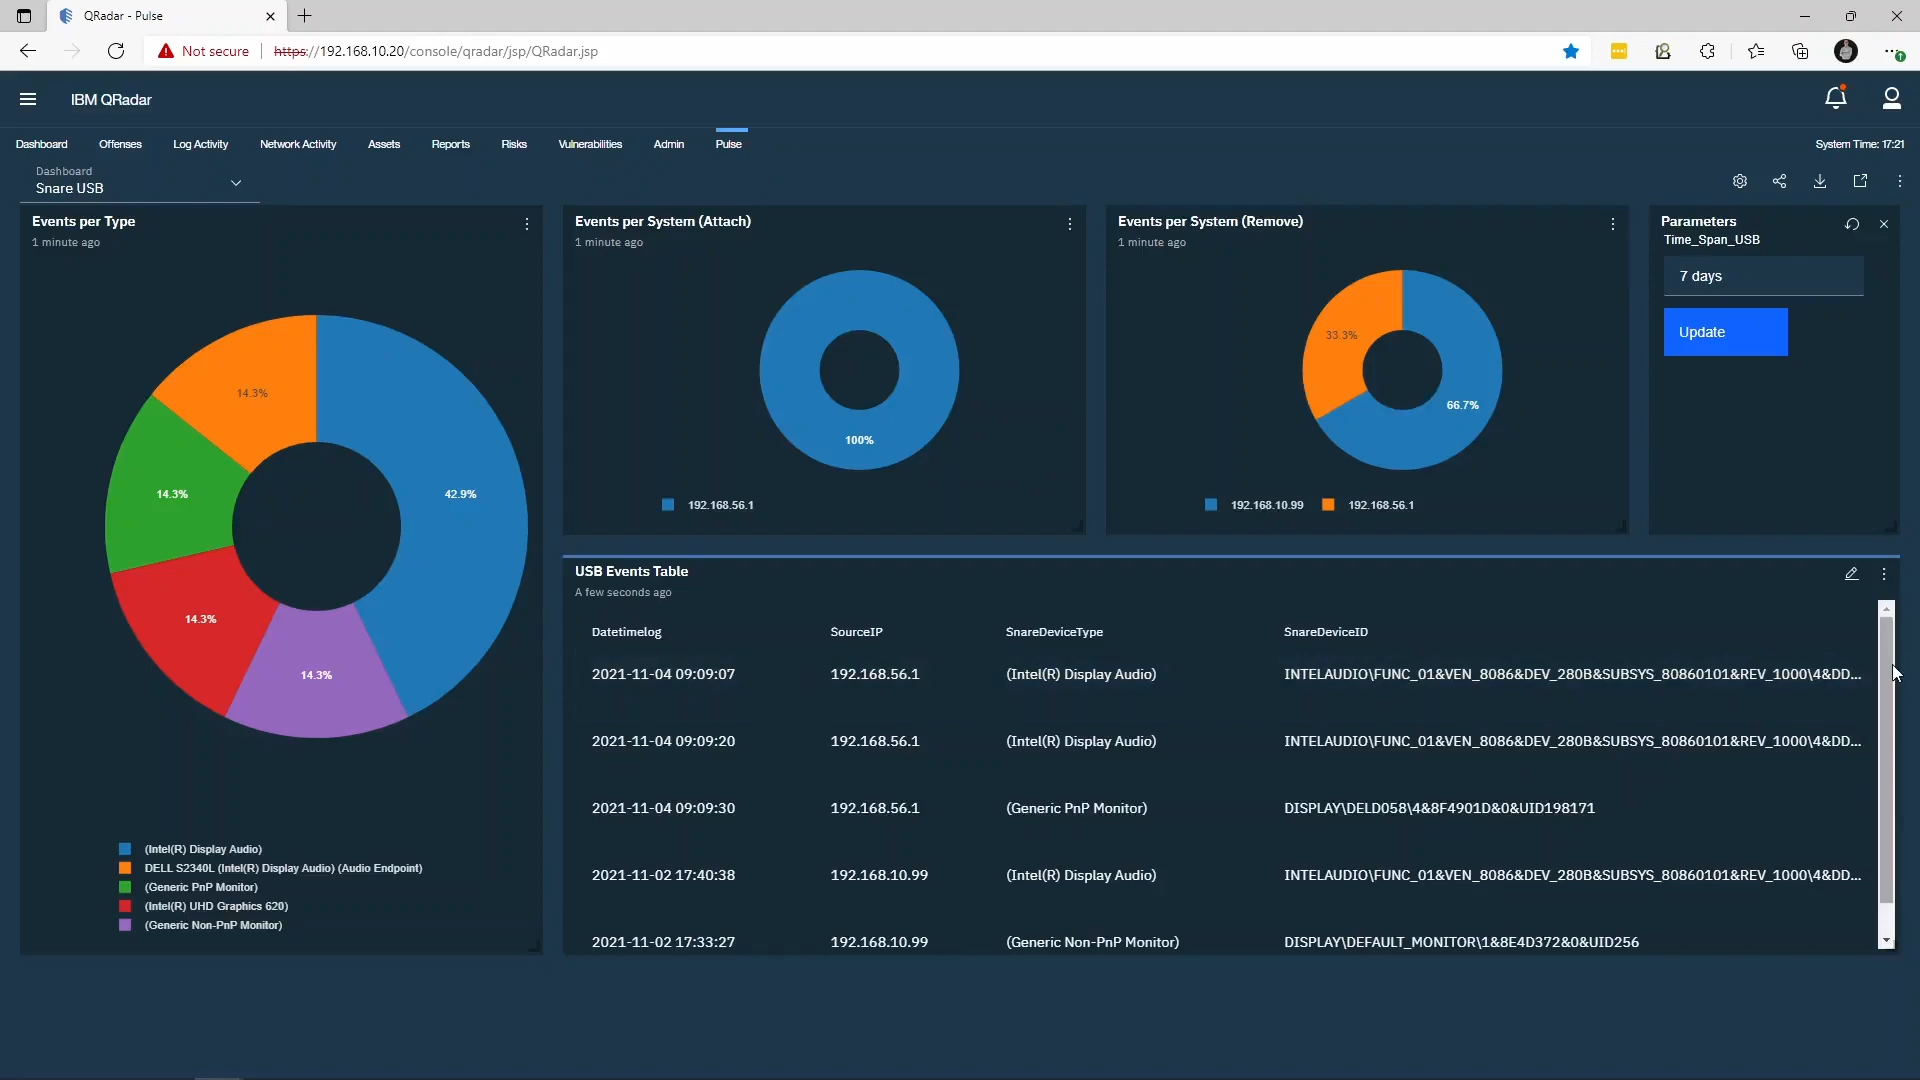 QRadar - Pulse
Not secure https://192.168.10.20/console/qradar/jsp/QRadar.jsp
IBM QRadar
Dashboard Offenses Log Activity Network Activity Assets Reports Risks Vulnerabilities Admin Pulse System Time: 17:21
Dashboard
Snare USB
Events per Type
1 minute ago
42.9%
14.3%
14.3%
14.3%
14.3%
(Intel(R) Display Audio)
DELL S2340L (Intel(R) Display Audio) (Audio Endpoint)
(Generic PnP Monitor)
(Intel(R) UHD Graphics 620)
(Generic Non-PnP Monitor)
Events per System (Attach)
1 minute ago
100%
192.168.56.1
Events per System (Remove)
1 minute ago
33.3%
66.7%
192.168.10.99 192.168.56.1
Parameters
Time_Span_USB
7 days
Update
USB Events Table
A few seconds ago
Datetimelog SourceIP SnareDeviceType SnareDeviceID
2021-11-04 09:09:07 192.168.56.1 (Intel(R) Display Audio) INTELAUDIO\FUNC_01&VEN_8086&DEV_280B&SUBSYS_80860101&REV_1000\4&DD...
2021-11-04 09:09:20 192.168.56.1 (Intel(R) Display Audio) INTELAUDIO\FUNC_01&VEN_8086&DEV_280B&SUBSYS_80860101&REV_1000\4&DD...
2021-11-04 09:09:30 192.168.56.1 (Generic PnP Monitor) DISPLAY\DELD058\4&8F4901D&0&UID198171
2021-11-02 17:40:38 192.168.10.99 (Intel(R) Display Audio) INTELAUDIO\FUNC_01&VEN_8086&DEV_280B&SUBSYS_80860101&REV_1000\4&DD...
2021-11-02 17:33:27 192.168.10.99 (Generic Non-PnP Monitor) DISPLAY\DEFAULT_MONITOR\1&8E4D372&0&UID256